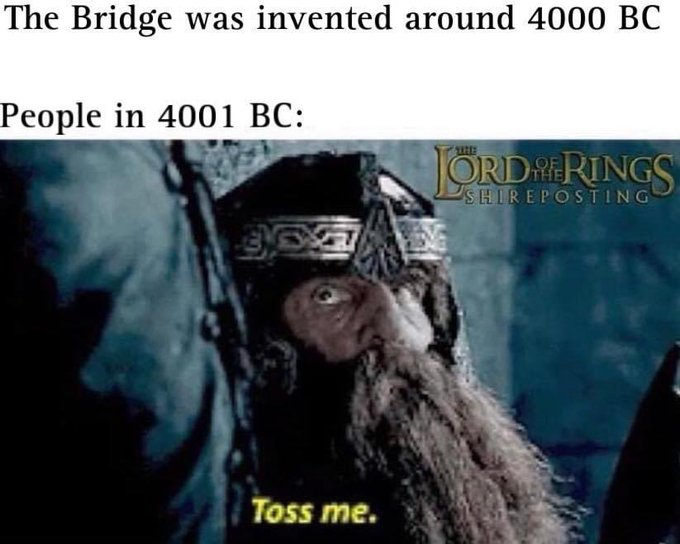 The Bridge was invented around 4000 BC
People in 4001 BC:
THE
LORD OF THE RINGS
SHIREPOSTING
Toss me.